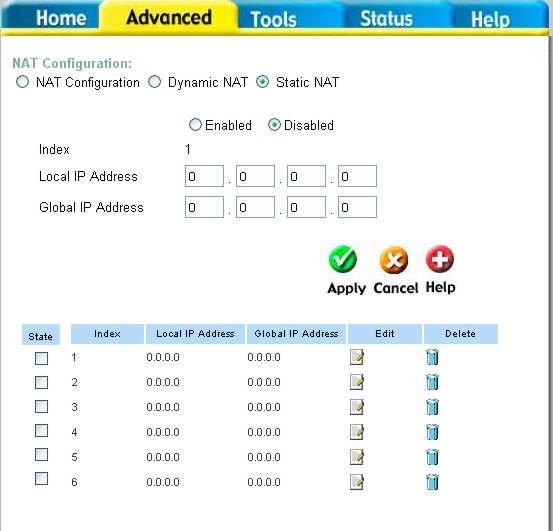 Home Advanced Tools Status Help
NAT Configuration:
NAT Configuration Dynamic NAT Static NAT
Enabled Disabled
Index 1
Local IP Address 0 . 0 . 0 . 0
Global IP Address 0 . 0 . 0 . 0
Apply Cancel Help
State Index Local IP Address Global IP Address Edit Delete
1 0.0.0.0 0.0.0.0
2 0.0.0.0 0.0.0.0
3 0.0.0.0 0.0.0.0
4 0.0.0.0 0.0.0.0
5 0.0.0.0 0.0.0.0
6 0.0.0.0 0.0.0.0